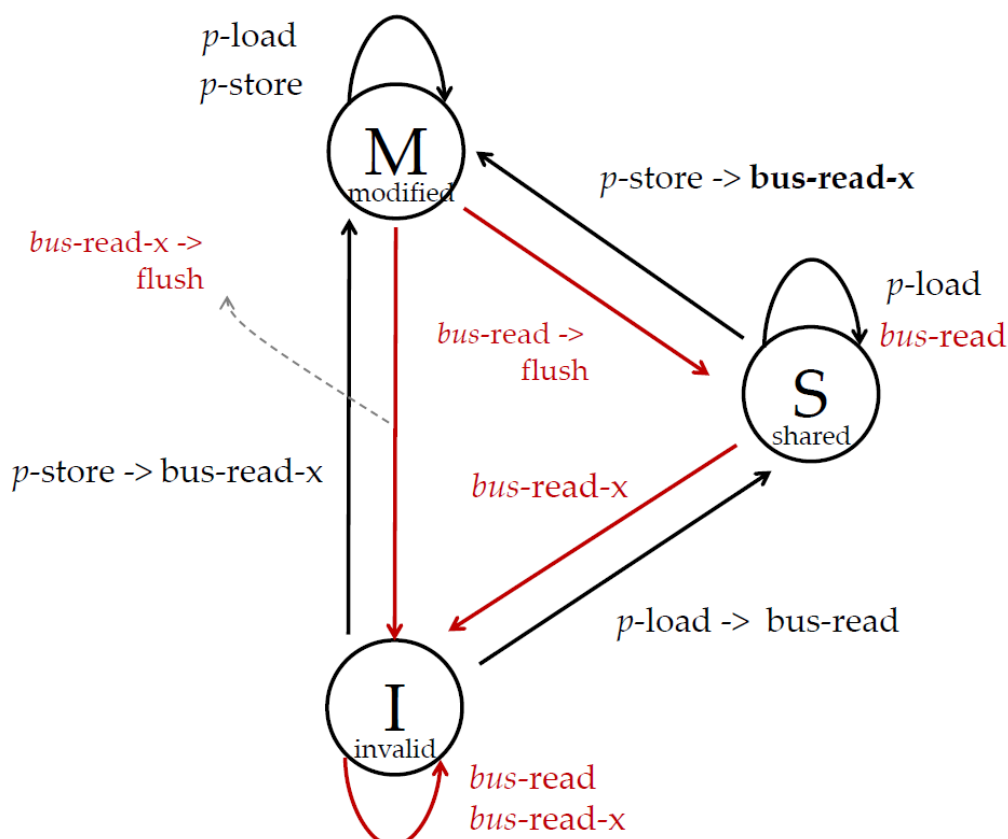 p-load
p-store
M
modified
p-store -> bus-read-x
bus-read-x ->
flush
p-load
bus-read
bus-read ->
flush
S
shared
p-store -> bus-read-x
bus-read-x
p-load -> bus-read
I
invalid
bus-read
bus-read-x